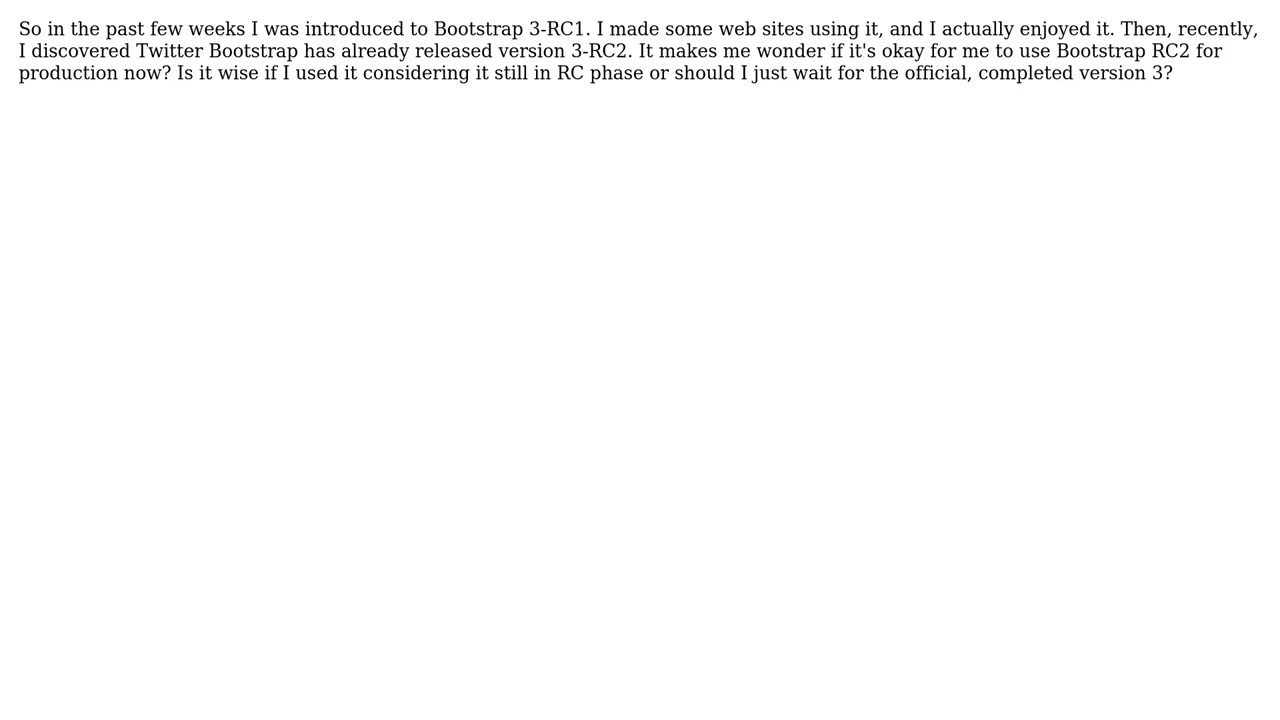 So in the past few weeks I was introduced to Bootstrap 3-RC1. I made some web sites using it, and I actually enjoyed it. Then, recently,
I discovered Twitter Bootstrap has already released version 3-RC2. It makes me wonder if it's okay for me to use Bootstrap RC2 for
production now? Is it wise if I used it considering it still in RC phase or should I just wait for the official, completed version 3?